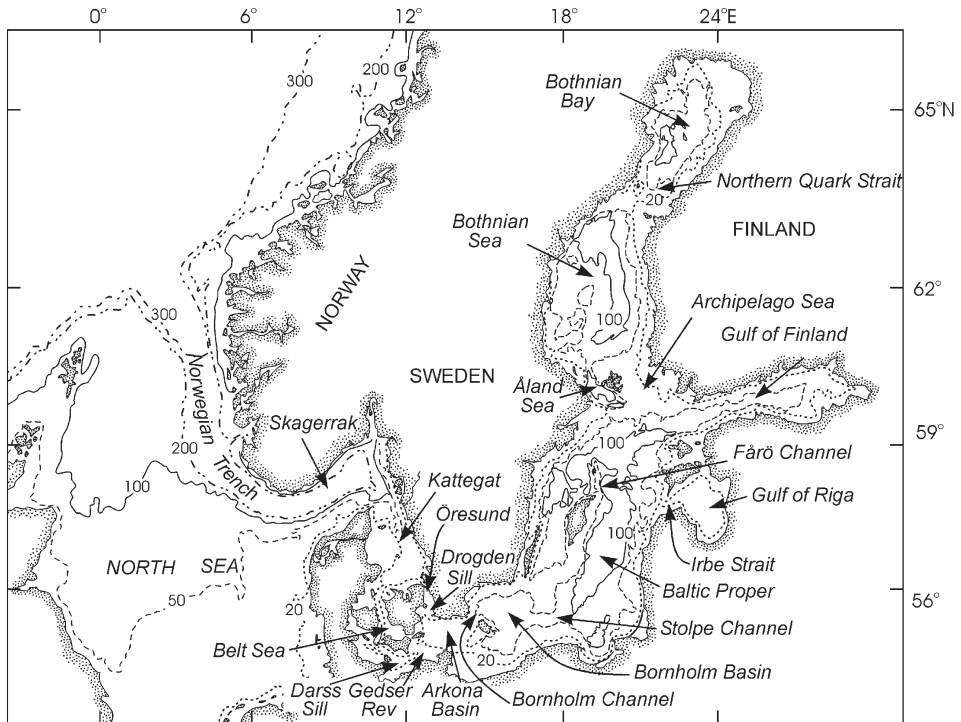 0°
6°
12°
18°
24°E
300
200
Bothnian
Bay
65°N
Northern Quark Strait
20
Bothnian
Sea
FINLAND
NORWAY
62°
300
100
Archipelago Sea
Gulf of Finland
Norwegian
Trench
SWEDEN
Åland
Sea
Skagerrak
200
100
59°
Fårö Channel
100
Kattegat
Gulf of Riga
Öresund
100
Drogden
Sill
Irbe Strait
NORTH SEA
Baltic Proper
50
20
56°
Stolpe Channel
Belt Sea
20
Bornholm Basin
Darss
Sill
Gedser
Rev
Arkona
Basin
Bornholm Channel